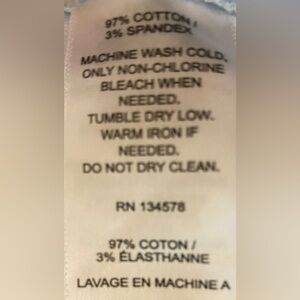 97% COTTON /
3% SPANDEX
MACHINE WASH COLD.
ONLY NON-CHLORINE
BLEACH WHEN
NEEDED.
TUMBLE DRY LOW.
WARM IRON IF
NEEDED.
DO NOT DRY CLEAN.
RN 134578
97% COTON /
3% ÉLASTHANNE
LAVAGE EN MACHINE A